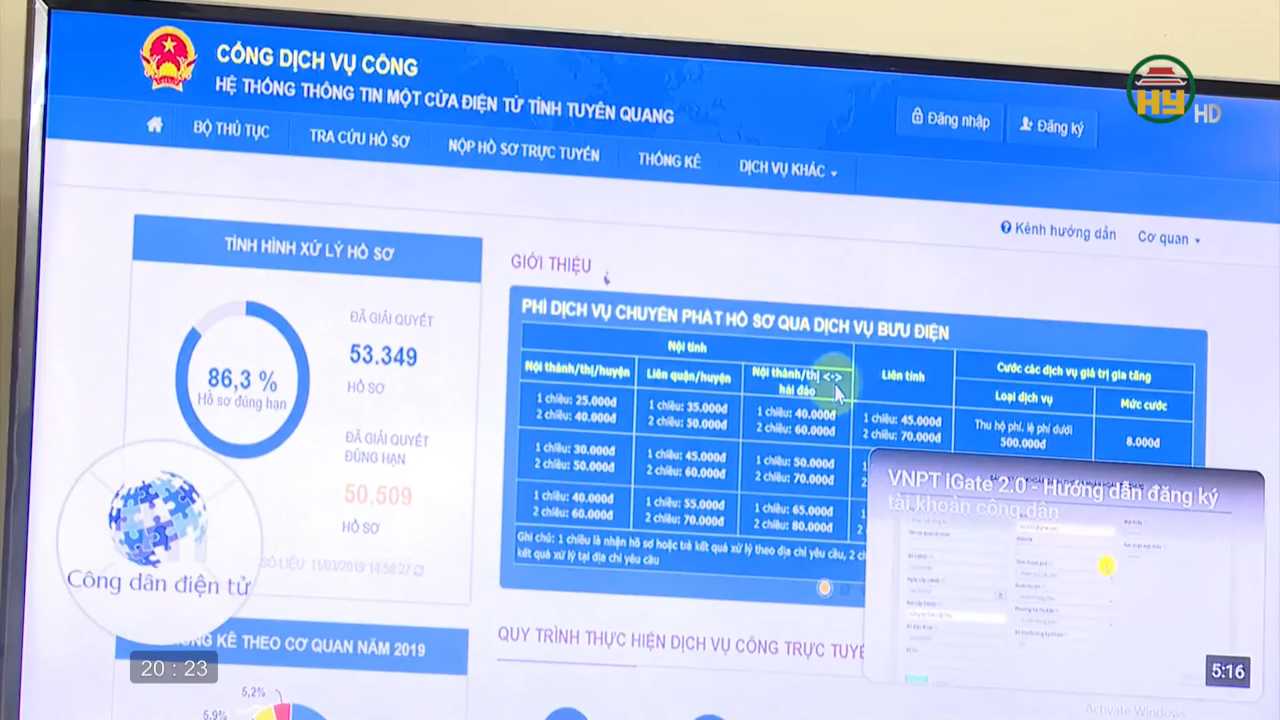 CỔNG DỊCH VỤ CÔNG
HỆ THỐNG THÔNG TIN MỘT CỬA ĐIỆN TỬ TỈNH TUYÊN QUANG
HY HD
Đăng nhập
Đăng ký
BỘ THỦ TỤC
TRA CỨU HỒ SƠ
NỘP HỒ SƠ TRỰC TUYẾN
THỐNG KÊ
DỊCH VỤ KHÁC
Kênh hướng dẫn
Cơ quan
TÌNH HÌNH XỬ LÝ HỒ SƠ
86,3 %
Hồ sơ đúng hạn
ĐÃ GIẢI QUYẾT
53.349
HỒ SƠ
ĐÃ GIẢI QUYẾT
ĐÚNG HẠN
50.509
HỒ SƠ
SỐ LIỆU: 11/03/2019 14:56:27
Công dân điện tử
KÊ THEO CƠ QUAN NĂM 2019
20 : 23
5,2%
5,9%
GIỚI THIỆU
PHÍ DỊCH VỤ CHUYỂN PHÁT HỒ SƠ QUA DỊCH VỤ BƯU ĐIỆN
Nội tỉnh
Liên tỉnh
Cước các dịch vụ giá trị gia tăng
Nội thành/thị/huyện
Liên quận/huyện
Nội thành/thị <->
hải đảo
Loại dịch vụ
Mức cước
1 chiều: 25.000đ
2 chiều: 40.000đ
1 chiều: 35.000đ
2 chiều: 50.000đ
1 chiều: 40.000đ
2 chiều: 60.000đ
1 chiều: 45.000đ
2 chiều: 70.000đ
Thu hộ phí, lệ phí dưới
500.000đ
8.000đ
1 chiều: 30.000đ
2 chiều: 50.000đ
1 chiều: 45.000đ
2 chiều: 60.000đ
1 chiều: 50.000đ
2 chiều: 70.000đ
1 chiều: 40.000đ
2 chiều: 60.000đ
1 chiều: 55.000đ
2 chiều: 70.000đ
1 chiều: 65.000đ
2 chiều: 80.000đ
Ghi chú: 1 chiều là nhận hồ sơ hoặc trả kết quả xử lý theo địa chỉ yêu cầu, 2
kết quả xử lý tại địa chỉ yêu cầu
QUY TRÌNH THỰC HIỆN DỊCH VỤ CÔNG TRỰC TUYẾ
VNPT iGate 2.0 - Hướng dẫn đăng ký
tài khoản công dân
5:16
Activate Windows